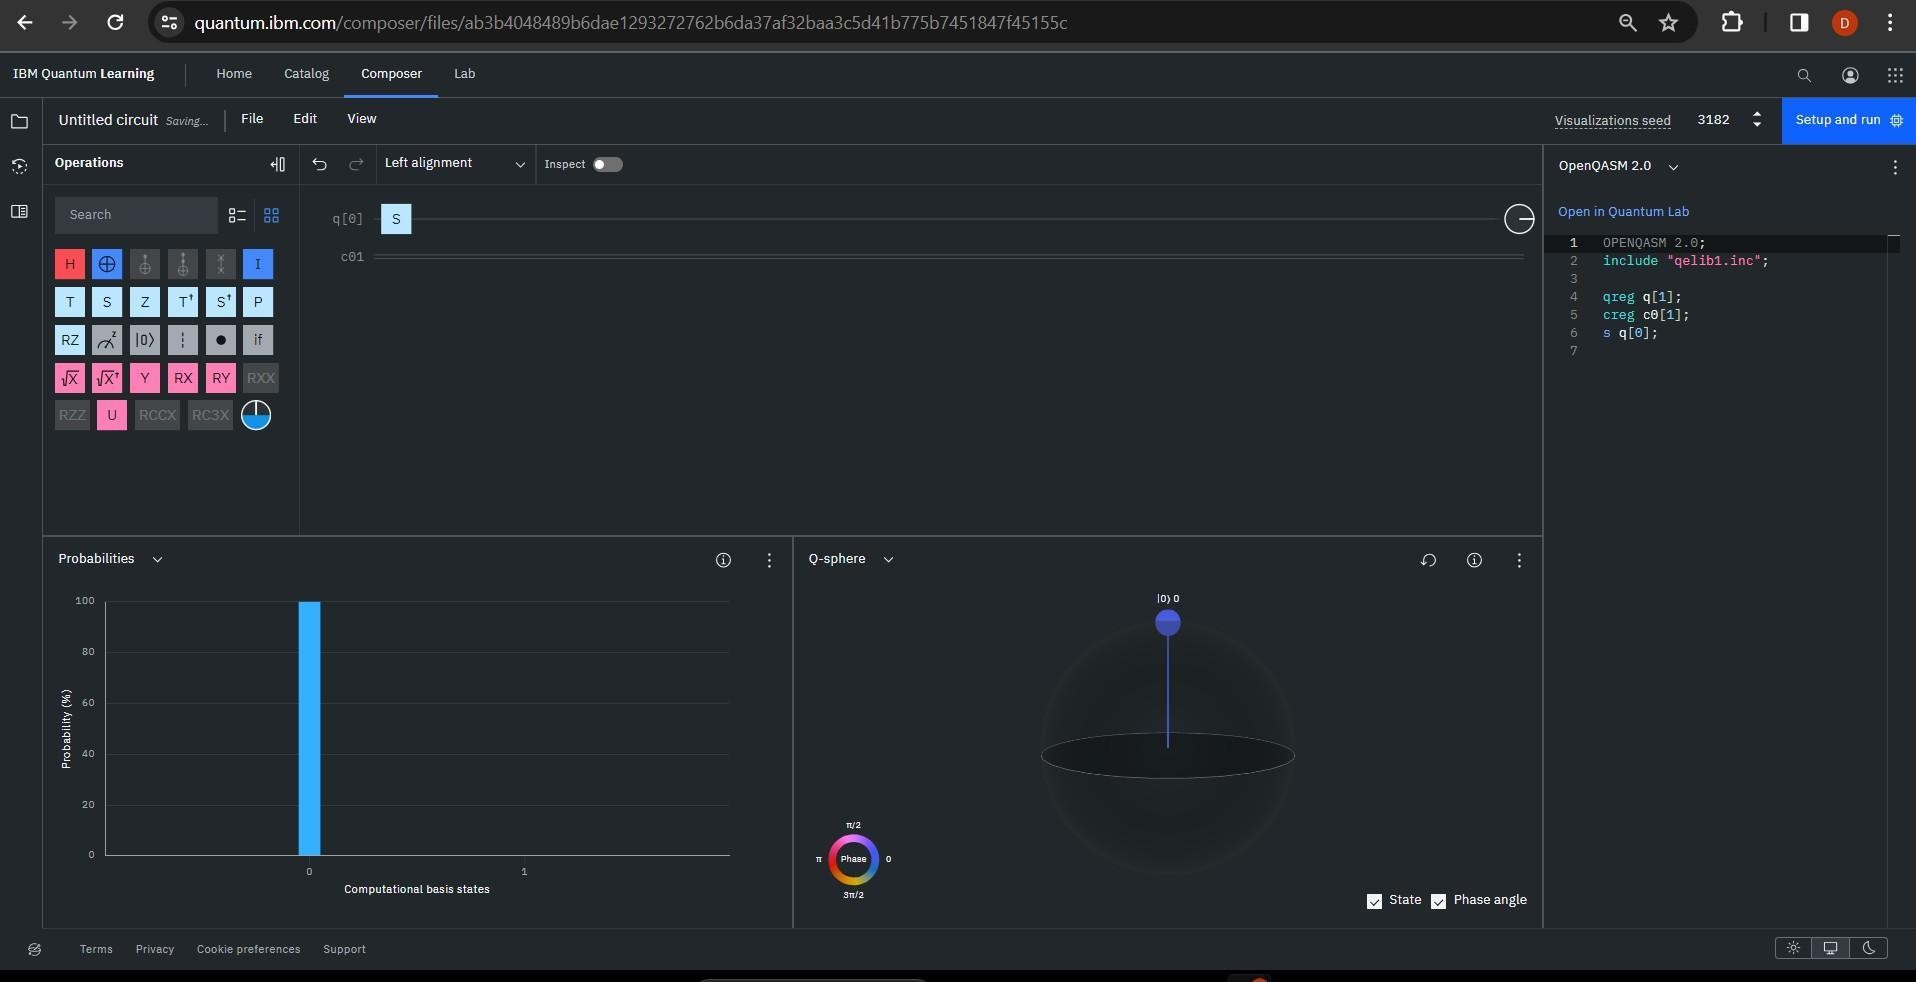 quantum.ibm.com/composer/files/ab3b4048489b6dae1293272762b6da37af32baa3c5d41b775b7451847f45155c
D
IBM Quantum Learning
Home
Catalog
Composer
Lab
Untitled circuit Saving...
File
Edit
View
Visualizations seed
3182
Setup and run
Operations
Left alignment
Inspect
OpenQASM 2.0
Search
q[0]
S
c01
Open in Quantum Lab
H
I
T S Z T† S† P
RZ z |0⟩ if
√X √X† Y RX RY RXX
RZZ U RCCX RC3X
1 OPENQASM 2.0;
2 include "qelib1.inc";
3
4 qreg q[1];
5 creg c0[1];
6 s q[0];
7
Probabilities
100
80
60
40
20
0
Probability (%)
0
1
Computational basis states
Q-sphere
|0⟩ 0
π/2
π
Phase
0
3π/2
State
Phase angle
Terms
Privacy
Cookie preferences
Support